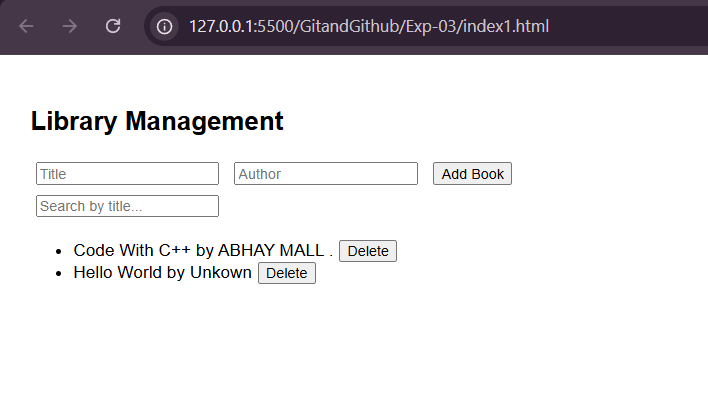 127.0.0.1:5500/GitandGithub/Exp-03/index1.html
Library Management
Title Author Add Book
Search by title...
• Code With C++ by ABHAY MALL . Delete
• Hello World by Unkown Delete